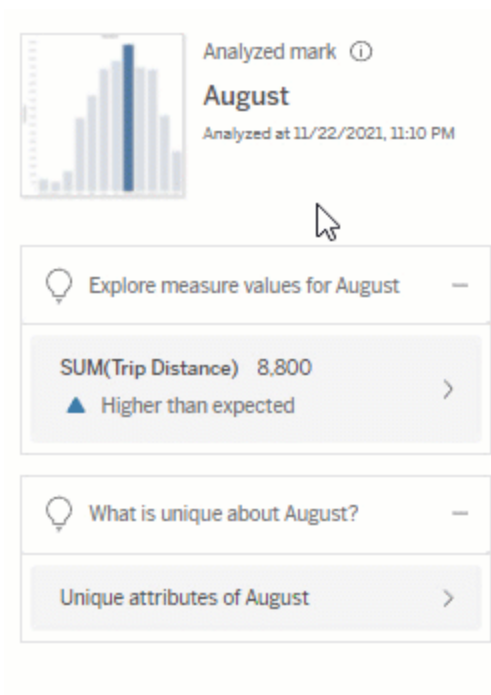 Analyzed mark
August
Analyzed at 11/22/2021, 11:10 PM
Explore measure values for August
SUM(Trip Distance) 8,800
Higher than expected
What is unique about August?
Unique attributes of August